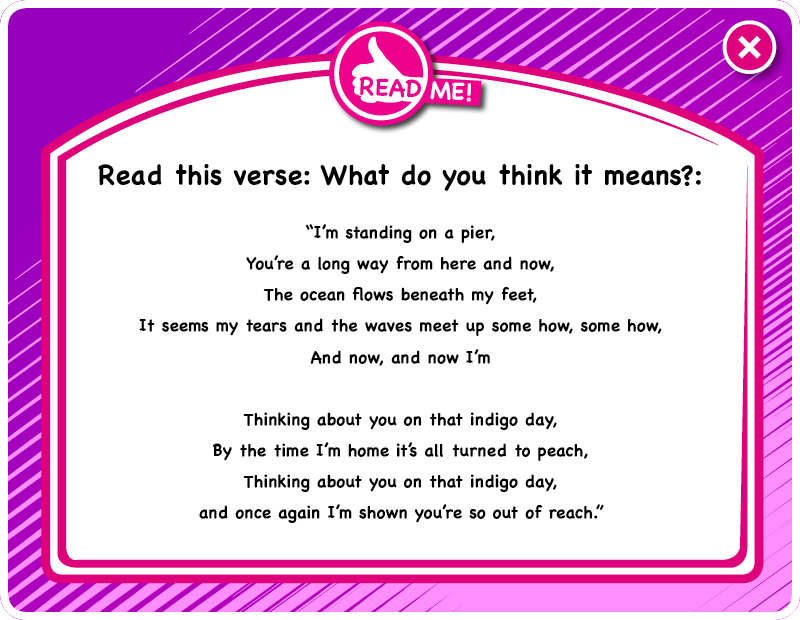 READ ME!
Read this verse: What do you think it means?:
“I’m standing on a pier,
You’re a long way from here and now,
The ocean flows beneath my feet,
It seems my tears and the waves meet up some how, some how,
And now, and now I’m
Thinking about you on that indigo day,
By the time I’m home it’s all turned to peach,
Thinking about you on that indigo day,
and once again I’m shown you’re so out of reach.”